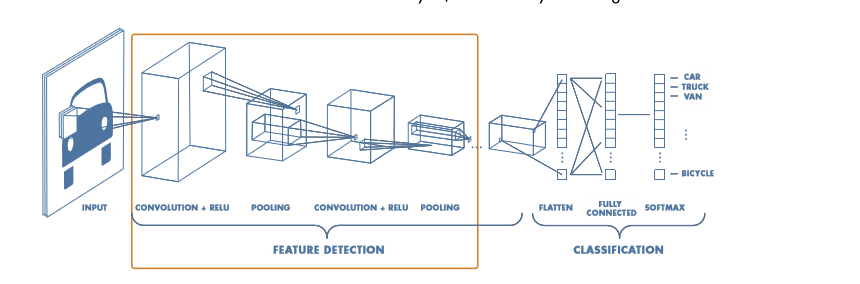 CAR
TRUCK
VAN
BICYCLE
INPUT
CONVOLUTION + RELU
POOLING
CONVOLUTION + RELU
POOLING
FLATTEN
FULLY
CONNECTED
SOFTMAX
FEATURE DETECTION
CLASSIFICATION